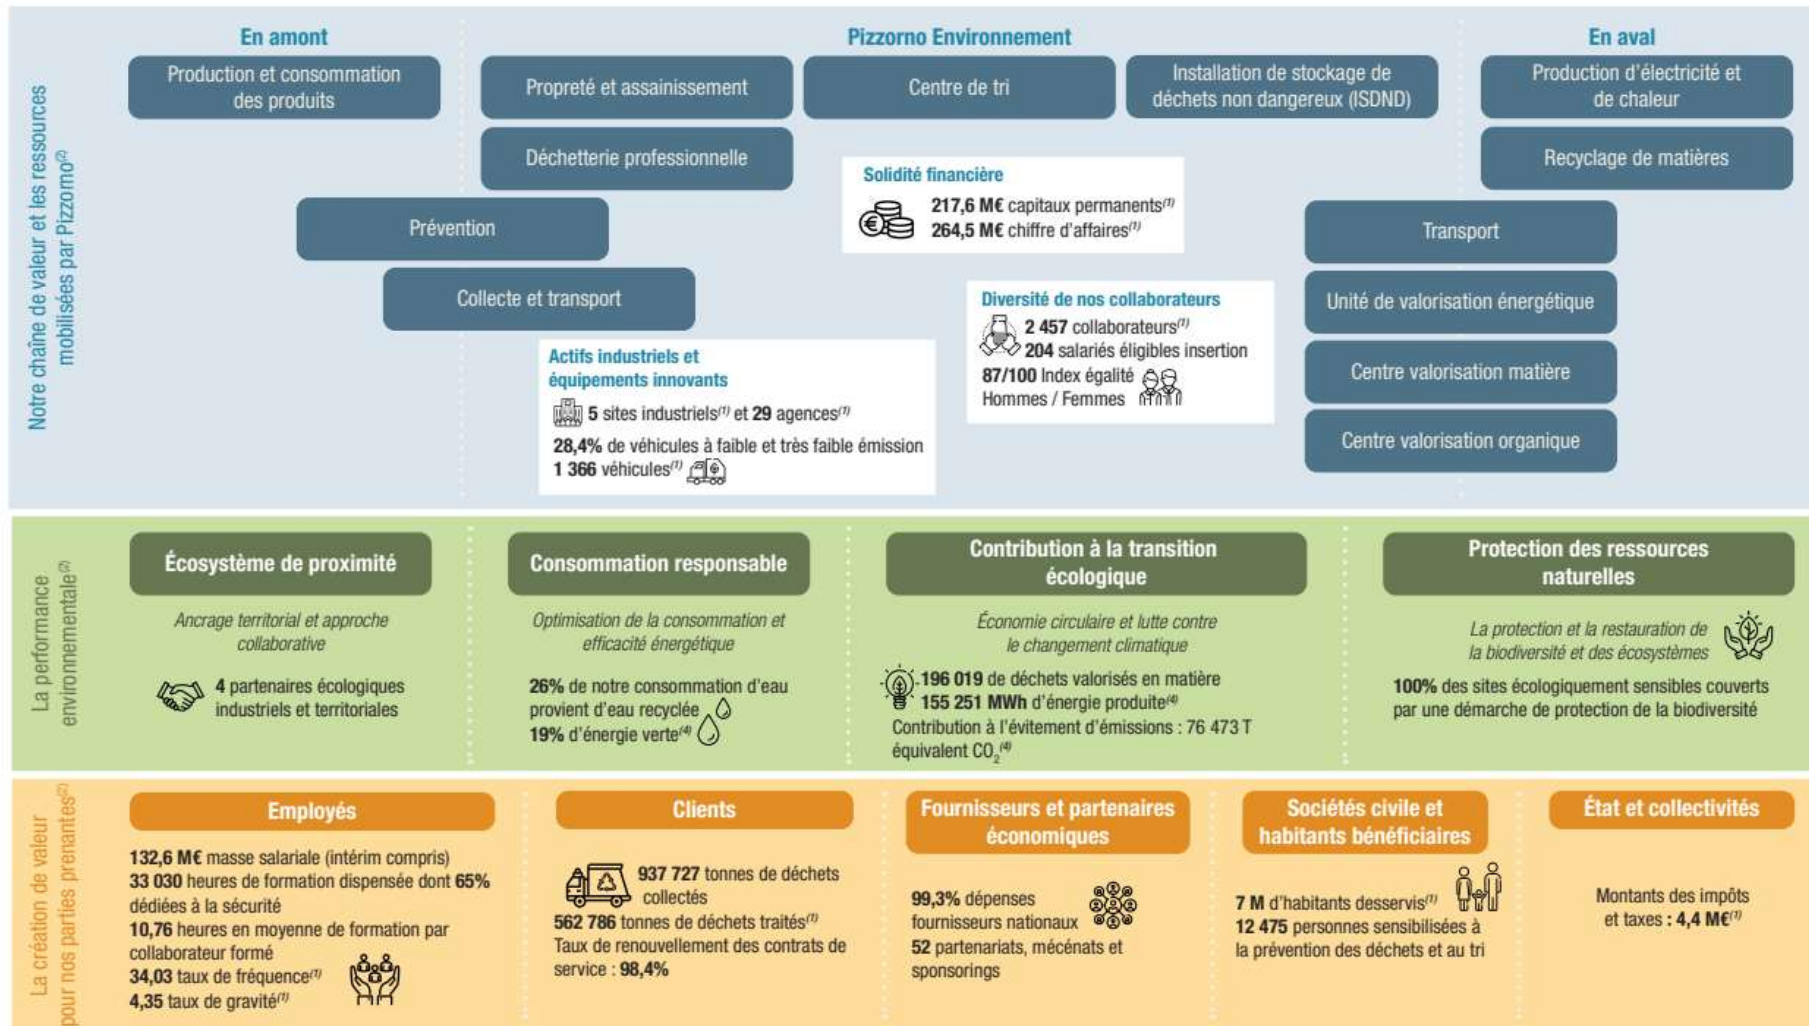 Notre chaîne de valeur et les ressources
mobilisées par Pizzorno(2)
En amont
Pizzorno Environnement
En aval
Production et consommation
des produits
Propreté et assainissement
Centre de tri
Installation de stockage de
déchets non dangereux (ISDND)
Production d'électricité et
de chaleur
Déchetterie professionnelle
Recyclage de matières
Prévention
Collecte et transport
Solidité financière
217,6 M€ capitaux permanents(1)
264,5 M€ chiffre d'affaires(1)
Transport
Unité de valorisation énergétique
Centre valorisation matière
Centre valorisation organique
Diversité de nos collaborateurs
2 457 collaborateurs(1)
204 salariés éligibles insertion
87/100 Index égalité
Hommes / Femmes
Actifs industriels et
équipements innovants
5 sites industriels(1) et 29 agences(1)
28,4% de véhicules à faible et très faible émission
1 366 véhicules(1)
La performance
environnementale(2)
Écosystème de proximité
Ancrage territorial et approche
collaborative
4 partenaires écologiques
industriels et territoriales
Consommation responsable
Optimisation de la consommation et
efficacité énergétique
26% de notre consommation d'eau
provient d'eau recyclée
19% d'énergie verte(4)
Contribution à la transition
écologique
Économie circulaire et lutte contre
le changement climatique
196 019 de déchets valorisés en matière
155 251 MWh d'énergie produite(4)
Contribution à l'évitement d'émissions : 76 473 T
équivalent CO2(4)
Protection des ressources
naturelles
La protection et la restauration de
la biodiversité et des écosystèmes
100% des sites écologiquement sensibles couverts
par une démarche de protection de la biodiversité
La création de valeur
pour nos parties prenantes(2)
Employés
132,6 M€ masse salariale (intérim compris)
33 030 heures de formation dispensée dont 65%
dédiées à la sécurité
10,76 heures en moyenne de formation par
collaborateur formé
34,03 taux de fréquence(1)
4,35 taux de gravité(1)
Clients
937 727 tonnes de déchets
collectés
562 786 tonnes de déchets traités(1)
Taux de renouvellement des contrats de
service : 98,4%
Fournisseurs et partenaires
économiques
99,3% dépenses
fournisseurs nationaux
52 partenariats, mécénats et
sponsorings
Sociétés civile et
habitants bénéficiaires
7 M d'habitants desservis(1)
12 475 personnes sensibilisées à
la prévention des déchets et au tri
État et collectivités
Montants des impôts
et taxes : 4,4 M€(1)